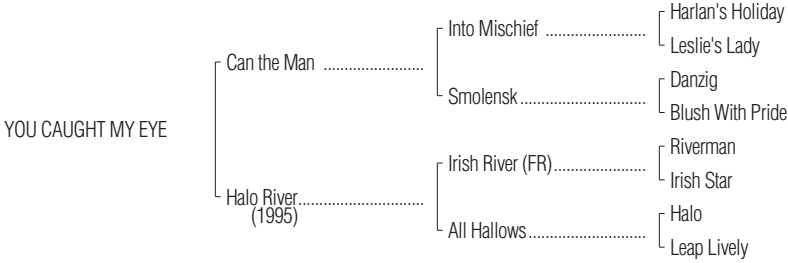 Harlan's Holiday
Into Mischief ........................
Leslie's Lady
Can the Man ........................
Danzig
Smolensk..............................
Blush With Pride
YOU CAUGHT MY EYE
Riverman
Irish River (FR)......................
Irish Star
Halo River..............................
(1995)
Halo
All Hallows............................
Leap Lively